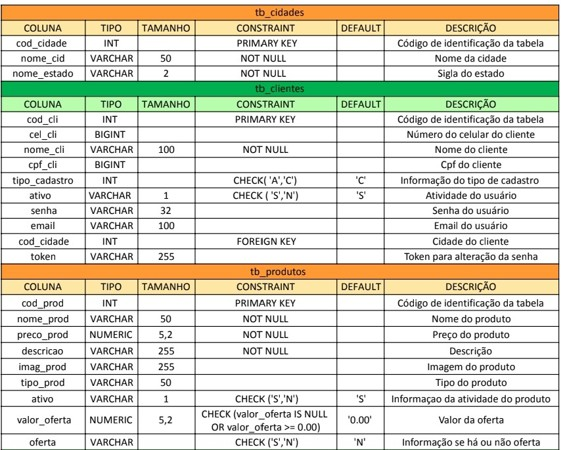 tb_cidades
COLUNA TIPO TAMANHO CONSTRAINT DEFAULT DESCRIÇÃO
cod_cidade INT PRIMARY KEY Código de identificação da tabela
nome_cid VARCHAR 50 NOT NULL Nome da cidade
nome_estado VARCHAR 2 NOT NULL Sigla do estado
tb_clientes
COLUNA TIPO TAMANHO CONSTRAINT DEFAULT DESCRIÇÃO
cod_cli INT PRIMARY KEY Código de identificação da tabela
cel_cli BIGINT Número do celular do cliente
nome_cli VARCHAR 100 NOT NULL Nome do cliente
cpf_cli BIGINT Cpf do cliente
tipo_cadastro INT CHECK( 'A','C') 'C' Informação do tipo de cadastro
ativo VARCHAR 1 CHECK ( 'S','N') 'S' Atividade do usuário
senha VARCHAR 32 Senha do usuário
email VARCHAR 100 Email do usuário
cod_cidade INT FOREIGN KEY Cidade do cliente
token VARCHAR 255 Token para alteração da senha
tb_produtos
COLUNA TIPO TAMANHO CONSTRAINT DEFAULT DESCRIÇÃO
cod_prod INT PRIMARY KEY Código de identificação da tabela
nome_prod VARCHAR 50 NOT NULL Nome do produto
preco_prod NUMERIC 5,2 NOT NULL Preço do produto
descricao VARCHAR 255 NOT NULL Descrição
imag_prod VARCHAR 255 Imagem do produto
tipo_prod VARCHAR 50 Tipo do produto
ativo VARCHAR 1 CHECK ('S','N') 'S' Informaçao da atividade do produto
valor_oferta NUMERIC 5,2 CHECK (valor_oferta IS NULL
OR valor_oferta >= 0.00) '0.00' Valor da oferta
oferta VARCHAR CHECK ('S','N') 'N' Informação se há ou não oferta